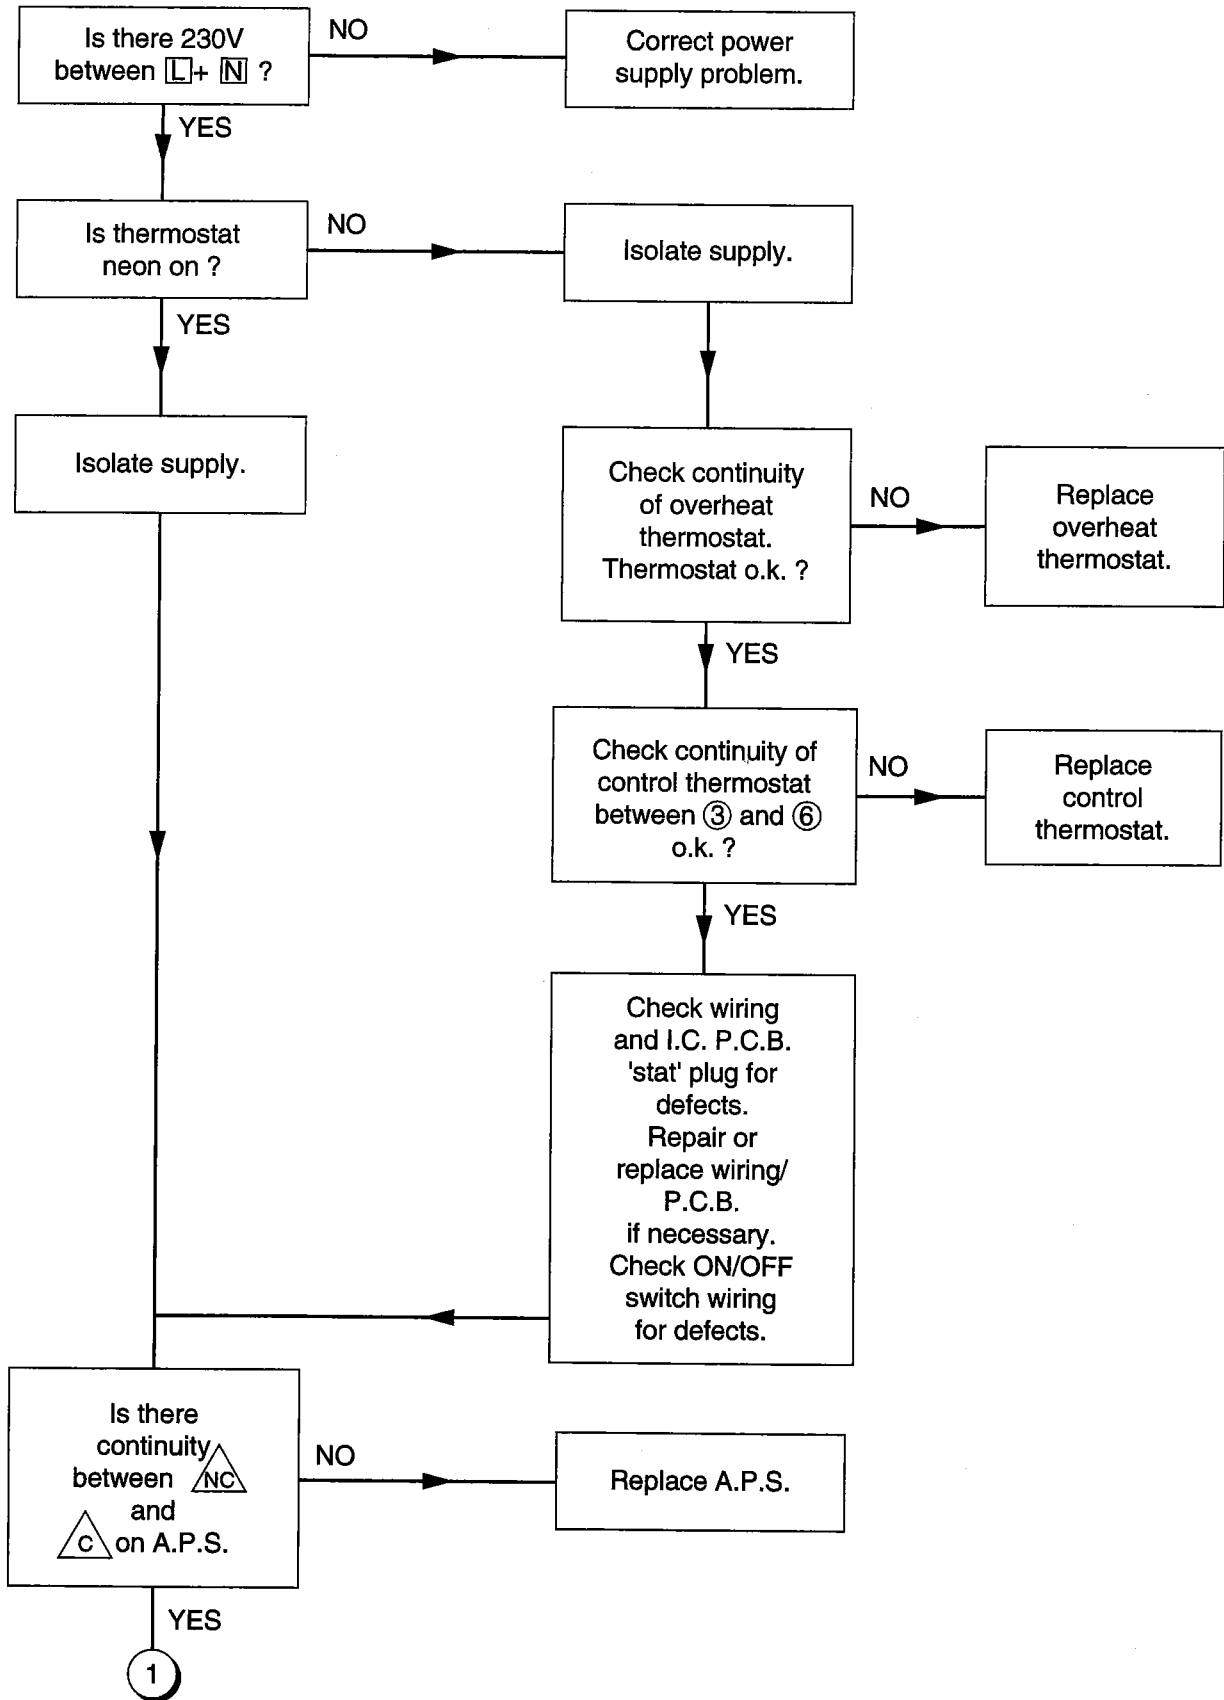 Is there 230V
between L + N ?
NO
Correct power
supply problem.
YES
Is thermostat
neon on ?
NO
Isolate supply.
YES
Isolate supply.
Check continuity
of overheat
thermostat.
Thermostat o.k. ?
NO
Replace
overheat
thermostat.
YES
Check continuity of
control thermostat
between 3 and 6
o.k. ?
NO
Replace
control
thermostat.
YES
Check wiring
and I.C. P.C.B.
'stat' plug for
defects.
Repair or
replace wiring/
P.C.B.
if necessary.
Check ON/OFF
switch wiring
for defects.
Is there
continuity
between NC
and
C on A.P.S.
NO
Replace A.P.S.
YES
1